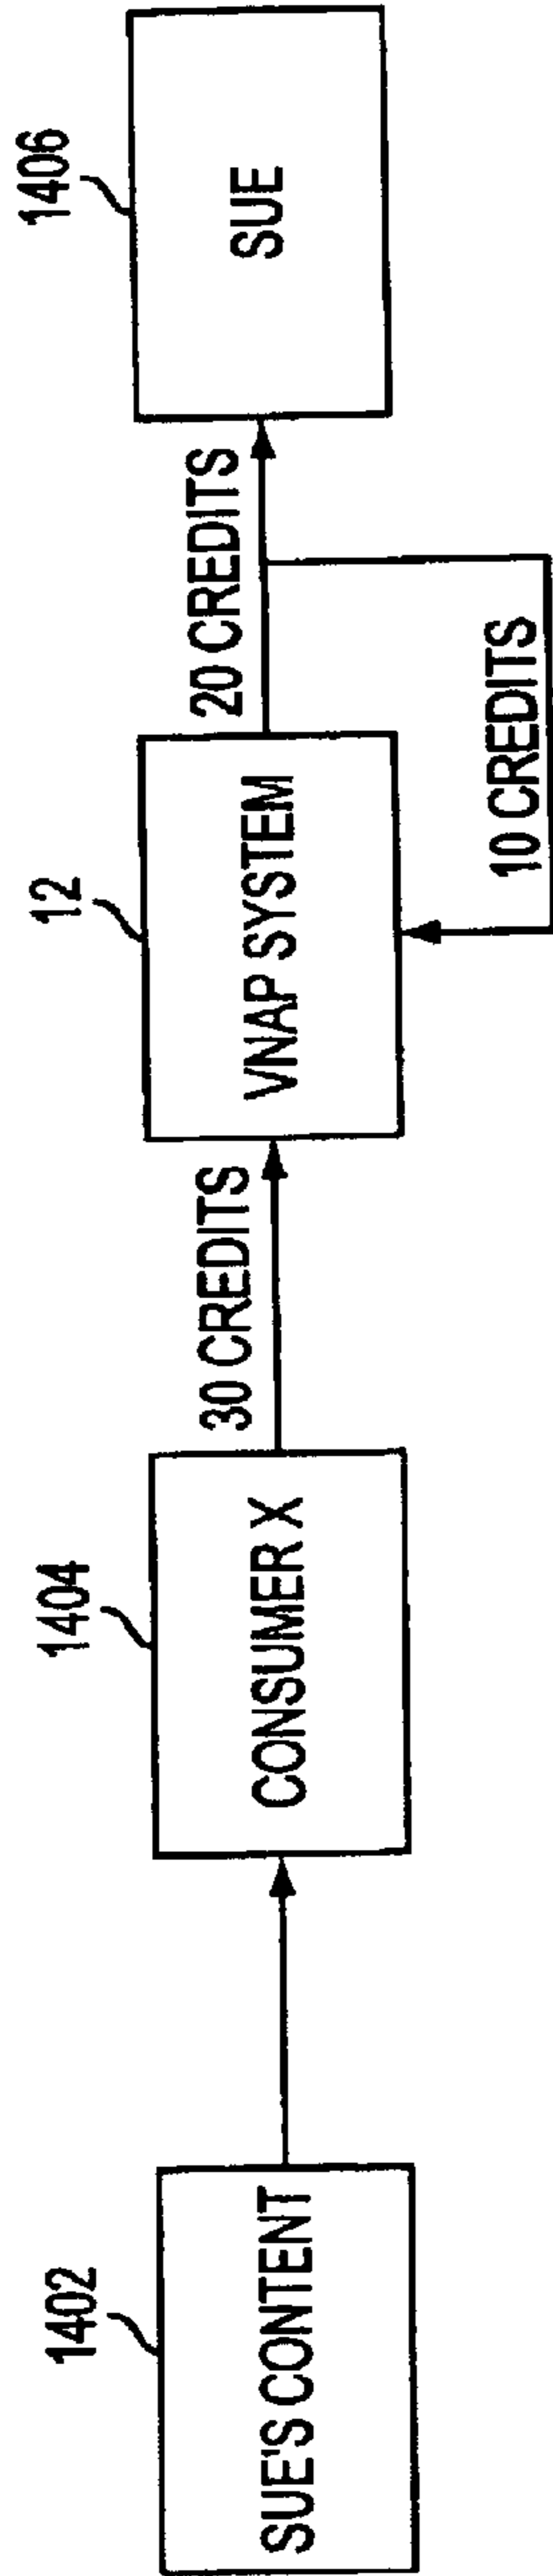 1402
SUE'S CONTENT
1404
CONSUMER X
30 CREDITS
12
VNAP SYSTEM
20 CREDITS
10 CREDITS
1406
SUE